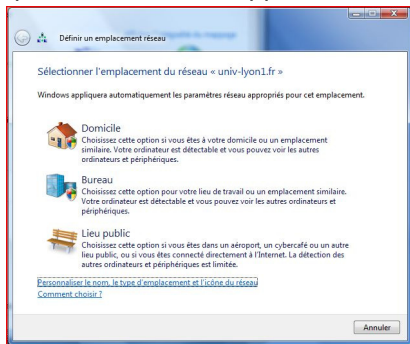 Définir un emplacement réseau
Sélectionner l'emplacement du réseau « univ-lyon1.fr »
Windows appliquera automatiquement les paramètres réseau appropriés pour cet emplacement.
Domicile
Choisissez cette option si vous êtes à votre domicile ou un emplacement
similaire. Votre ordinateur est détectable et vous pouvez voir les autres
ordinateurs et périphériques.
Bureau
Choisissez cette option pour votre lieu de travail ou un emplacement similaire.
Votre ordinateur est détectable et vous pouvez voir les autres ordinateurs et
périphériques.
Lieu public
Choisissez cette option si vous êtes dans un aéroport, un cybercafé ou un autre
lieu public, ou si vous êtes connecté directement à l'Internet. La détection des
autres ordinateurs et périphériques est limitée.
Personnaliser le nom, le type d'emplacement et l'icône du réseau
Comment choisir ?
Annuler